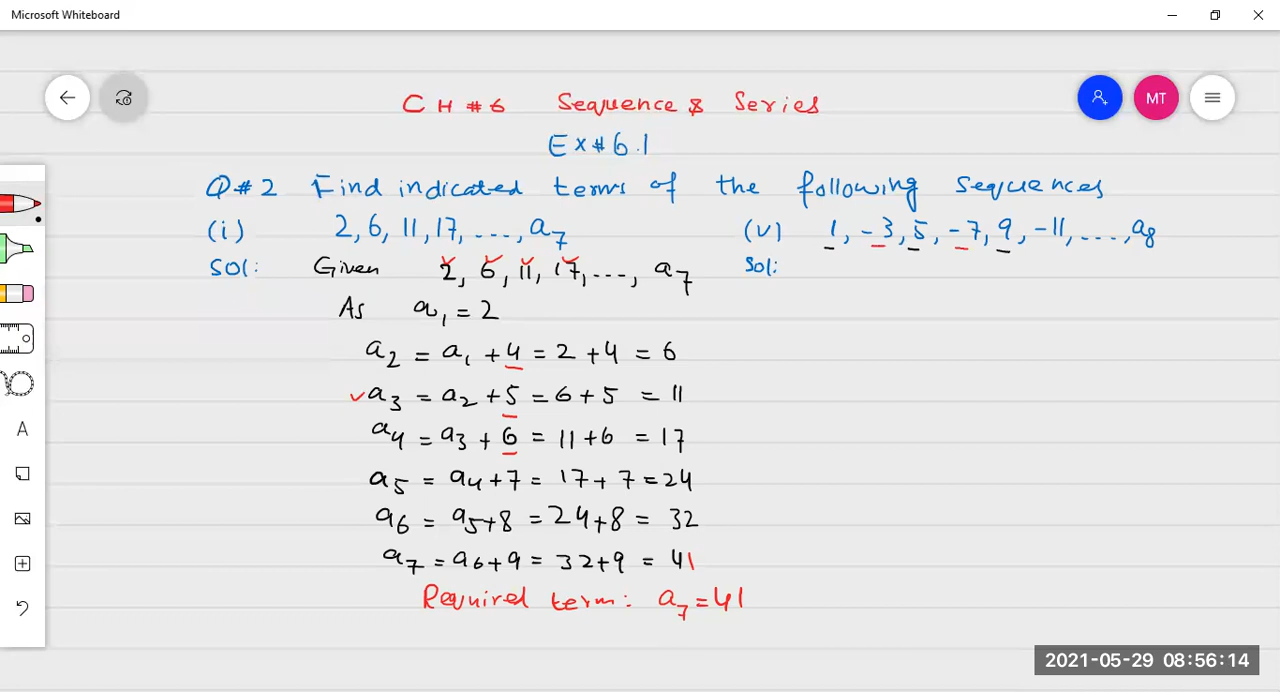 Microsoft Whiteboard
MT
CH#6 Sequence & Series
Ex#6.1
Q#2 Find indicated terms of the following sequences
(i) 2, 6, 11, 17, ..., a₇
(v) 1, -3, 5, -7, 9, -11, ..., a₈
Sol: Given 2, 6, 11, 17, ..., a₇
Sol:
As a₁ = 2
a₂ = a₁ + 4 = 2 + 4 = 6
a₃ = a₂ + 5 = 6 + 5 = 11
a₄ = a₃ + 6 = 11 + 6 = 17
a₅ = a₄ + 7 = 17 + 7 = 24
a₆ = a₅ + 8 = 24 + 8 = 32
a₇ = a₆ + 9 = 32 + 9 = 41
Required term: a₇ = 41
A
2021-05-29 08:56:14